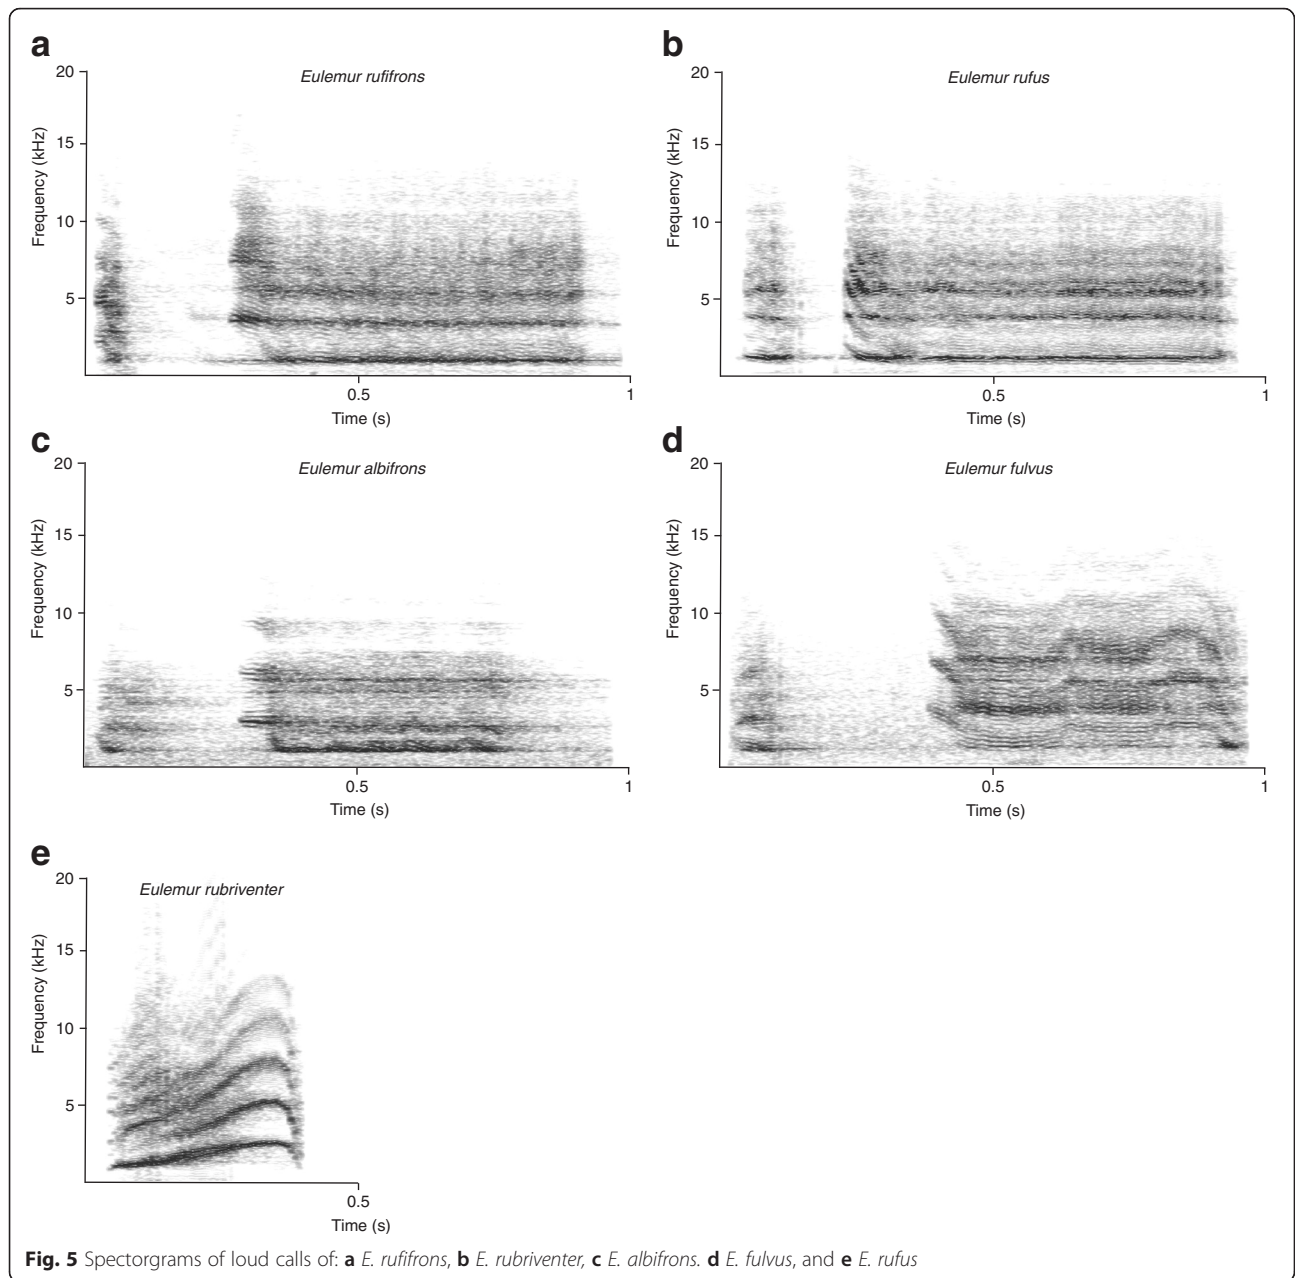 a
Eulemur rufifrons
20
15
10
5
Frequency (kHz)
0.5
1
Time (s)
b
Eulemur rufus
20
15
10
5
Frequency (kHz)
0.5
1
Time (s)
c
Eulemur albifrons
20
15
10
5
Frequency (kHz)
0.5
1
Time (s)
d
Eulemur fulvus
20
15
10
5
Frequency (kHz)
0.5
1
Time (s)
e
Eulemur rubriventer
20
15
10
5
Frequency (kHz)
0.5
Time (s)
Fig. 5 Spectorgrams of loud calls of: a E. rufifrons, b E. rubriventer, c E. albifrons. d E. fulvus, and e E. rufus